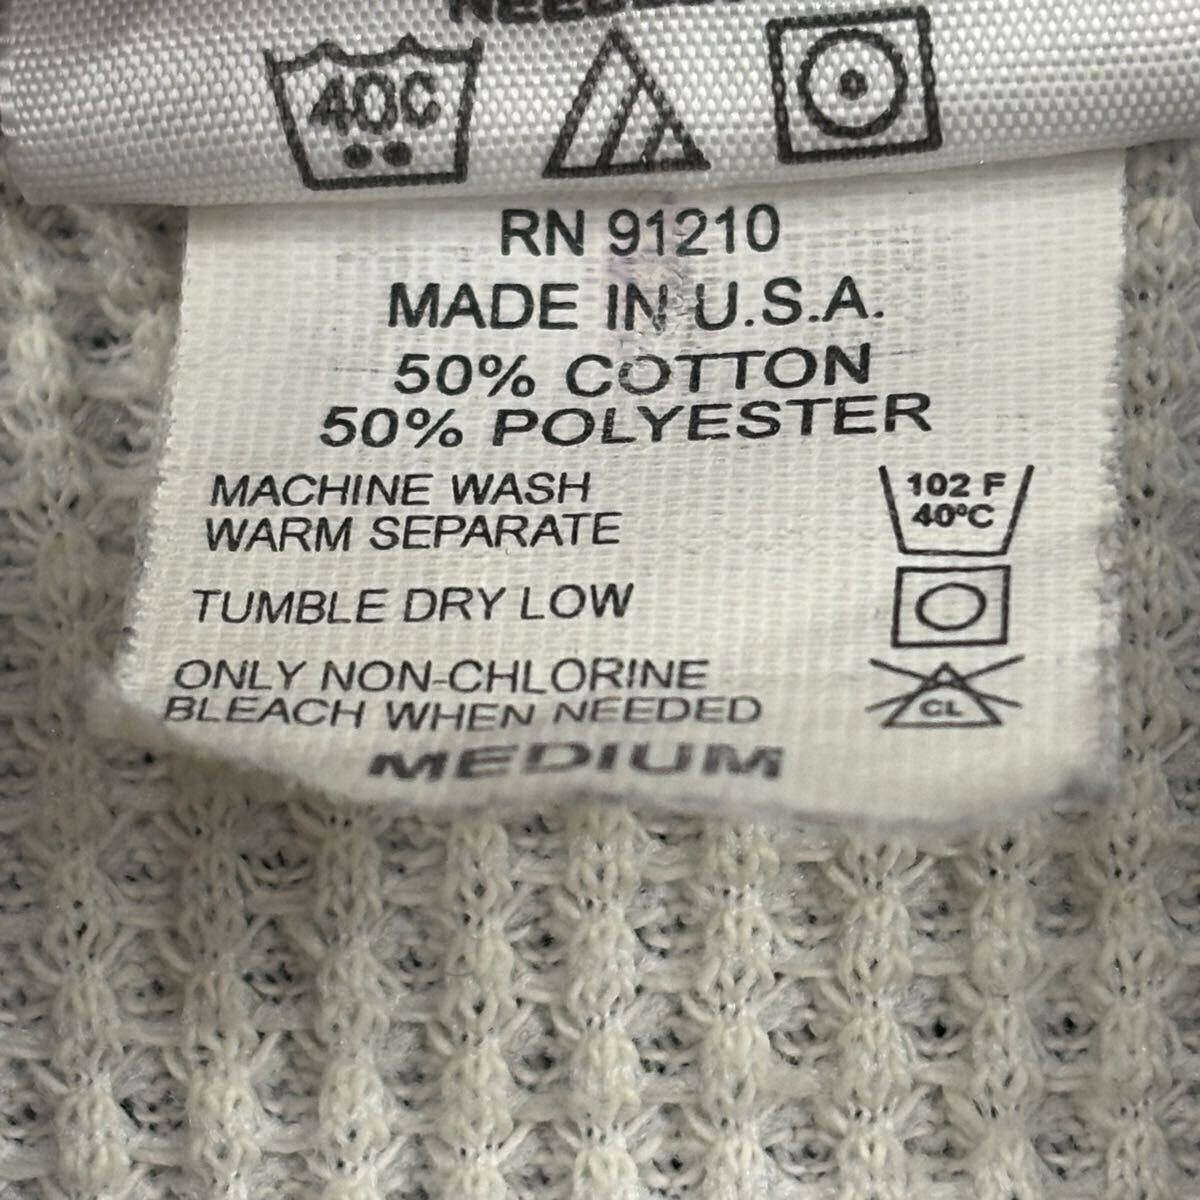 40C
RN 91210
MADE IN U.S.A.
50% COTTON
50% POLYESTER
MACHINE WASH
WARM SEPARATE
102 F
40°C
TUMBLE DRY LOW
ONLY NON-CHLORINE
BLEACH WHEN NEEDED
CL
MEDIUM